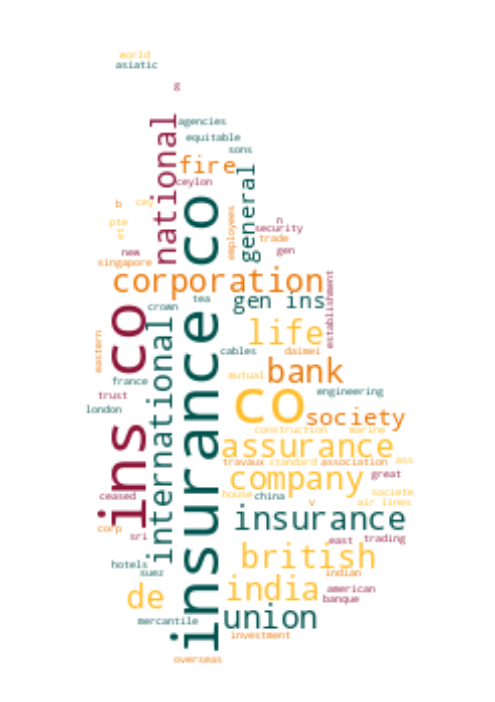 world
asiatic
g
agencies
national
equitable
sons
fire
general
ceylon
insurance co
b
cey
employees
n
pte
security
et
trade
new
gen
singapore
corporation
establishment
tea
gen ins
crown
ins co
international
life
eastern
cables
daimei
bank
france
mutual
engineering
trust
co
london
society
construction
marine
assurance
travaux
standard
association
ass
company
great
ceased
house
china
societe
v
air lines
insurance
corp
sri
east
trading
british
hotels
suez
indian
de
india
american
banque
mercantile
union
investment
overseas